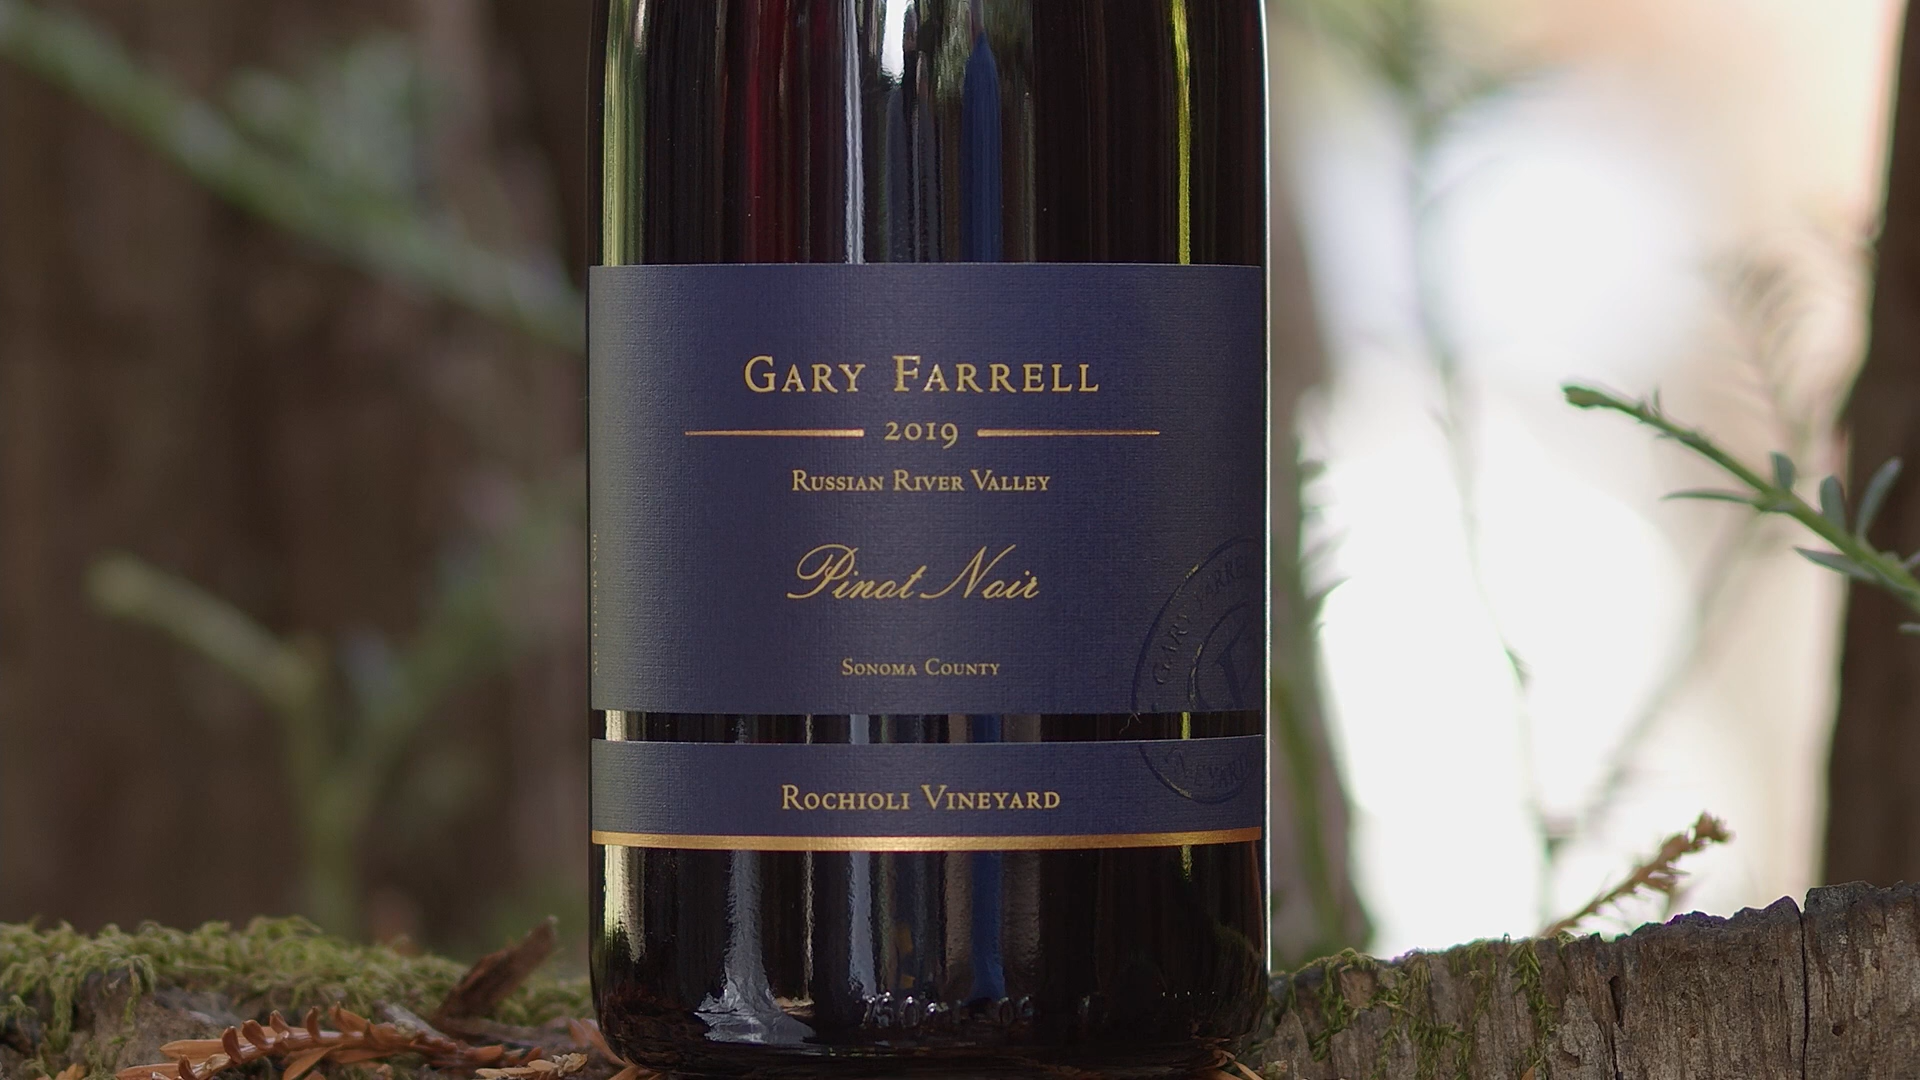 Gary Farrell
2019
Russian River Valley
Pinot Noir
Sonoma County
Rochioli Vineyard